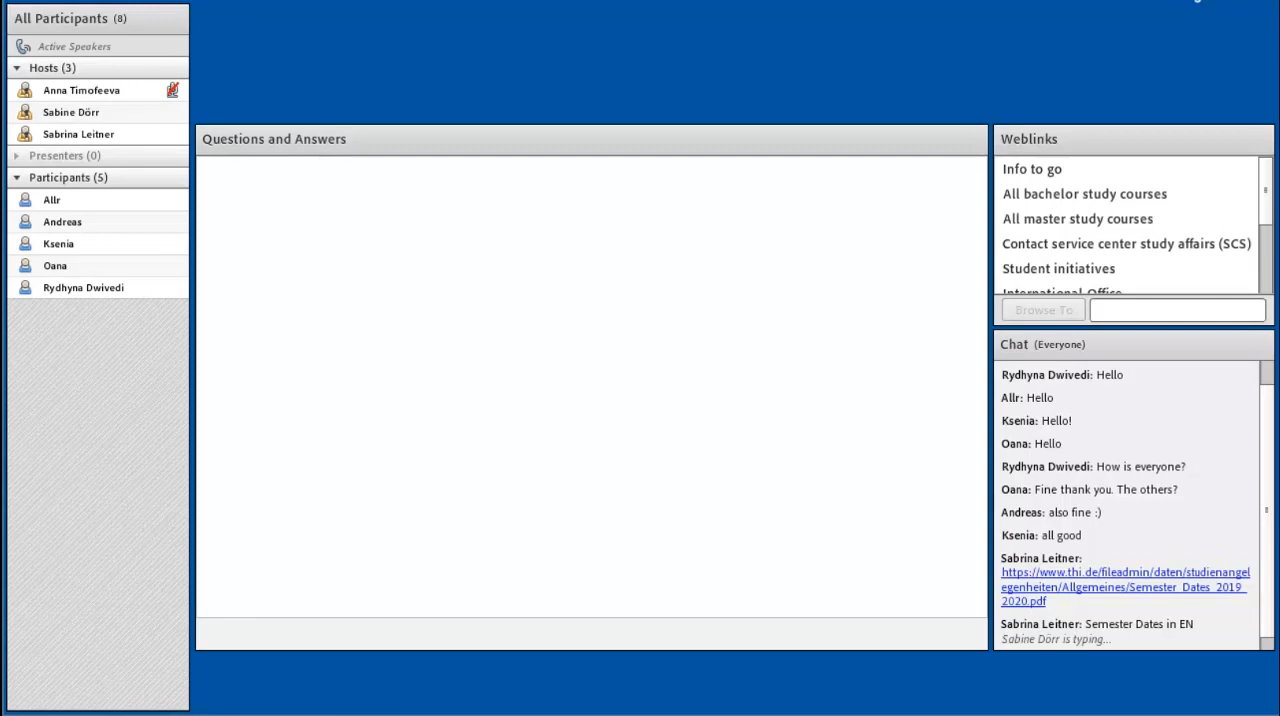 All Participants (8)
Active Speakers
Hosts (3)
Anna Timofeeva
Sabine Dörr
Sabrina Leitner
Presenters (0)
Participants (5)
Allr
Andreas
Ksenia
Oana
Rydhyna Dwivedi
Questions and Answers
Weblinks
Info to go
All bachelor study courses
All master study courses
Contact service center study affairs (SCS)
Student initiatives
International Office
Browse To
Chat (Everyone)
Rydhyna Dwivedi: Hello
Allr: Hello
Ksenia: Hello!
Oana: Hello
Rydhyna Dwivedi: How is everyone?
Oana: Fine thank you. The others?
Andreas: also fine :)
Ksenia: all good
Sabrina Leitner:
https://www.thi.de/fileadmin/daten/studienangel
egenheiten/Allgemeines/Semester_Dates_2019_
2020.pdf
Sabrina Leitner: Semester Dates in EN
Sabine Dörr is typing...